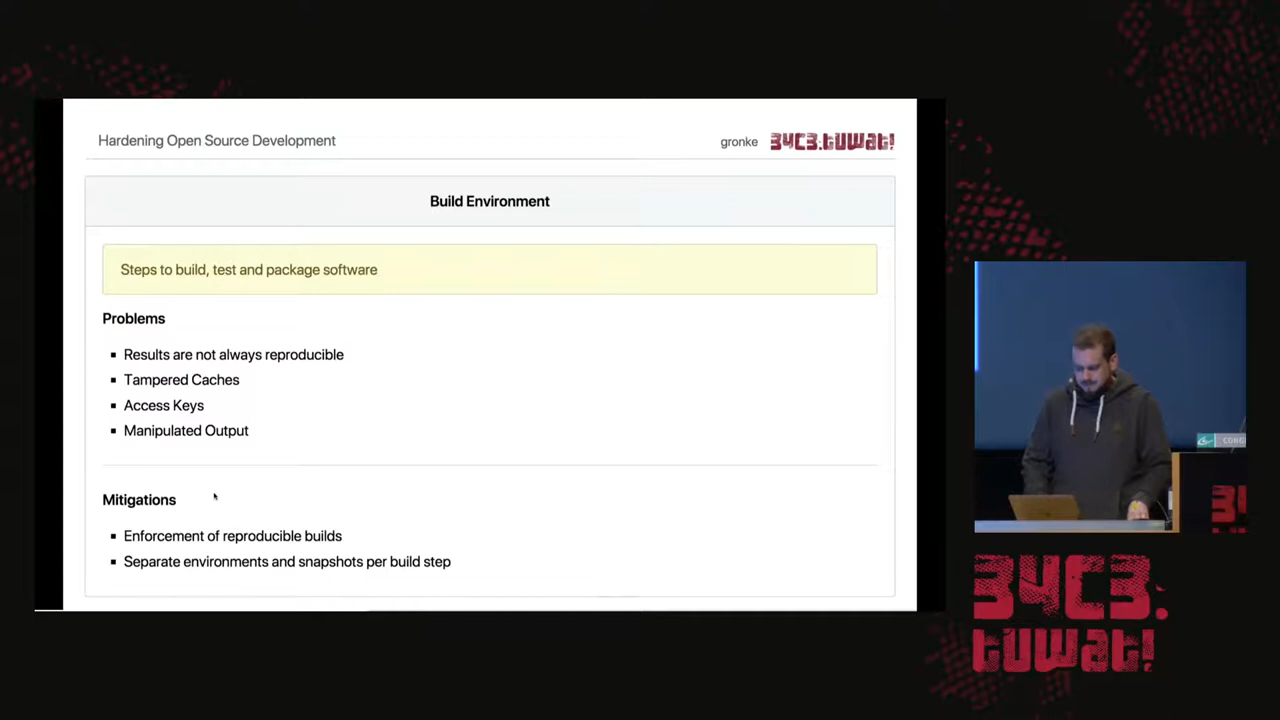 Hardening Open Source Development
gronke 34C3.tuwat!
Build Environment
Steps to build, test and package software
Problems
▪ Results are not always reproducible
▪ Tampered Caches
▪ Access Keys
▪ Manipulated Output
Mitigations
▪ Enforcement of reproducible builds
▪ Separate environments and snapshots per build step
CONG
34C3.
tuwat!